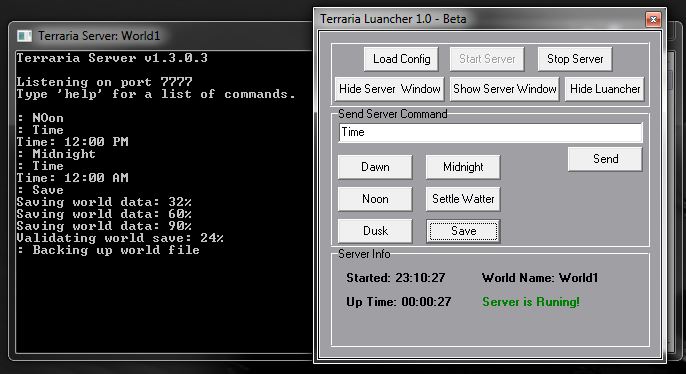 Terraria Server: World1
Terraria Server v1.3.0.3
Listening on port 7777
Type 'help' for a list of commands.
: NOon
: Time
Time: 12:00 PM
: Midnight
: Time
Time: 12:00 AM
: Save
Saving world data: 32%
Saving world data: 60%
Saving world data: 90%
Validating world save: 24%
: Backing up world file
Terraria Luancher 1.0 - Beta
Load Config Start Server Stop Server
Hide Server Window Show Server Window Hide Luancher
Send Server Command
Time
Send
Dawn Midnight
Noon Settle Watter
Dusk Save
Server Info
Started: 23:10:27 World Name: World1
Up Time: 00:00:27 Server is Runing!